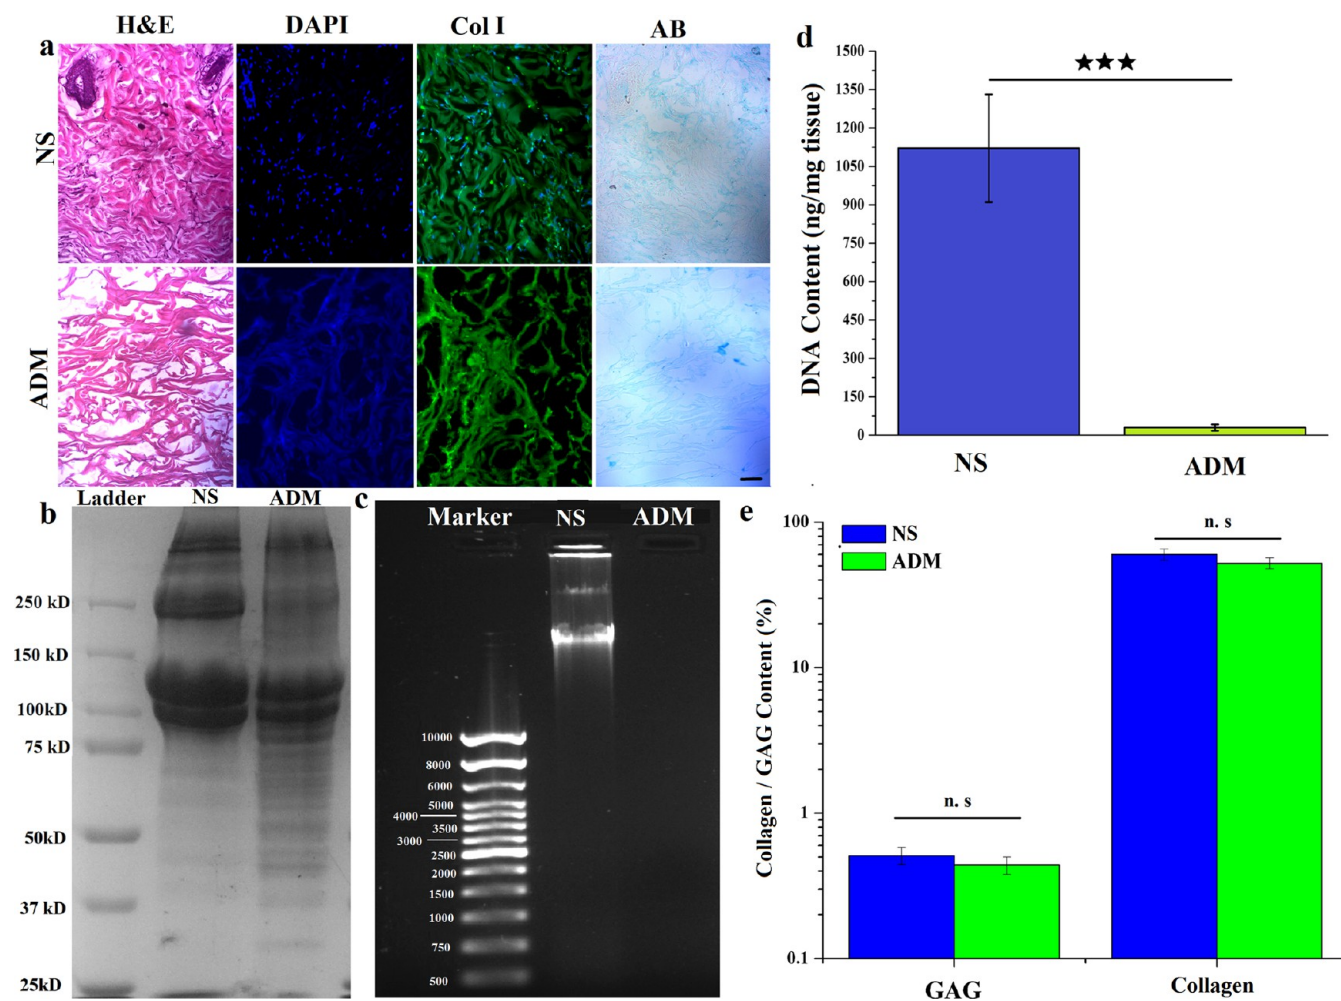 H&E DAPI Col I AB
a
NS
ADM
b
Ladder NS ADM
250 kD
150 kD
100kD
75 kD
50kD
37 kD
25kD
c
Marker NS ADM
10000
8000
6000
5000
4000
3500
3000
2500
2000
1500
1000
750
500
d
★★★
DNA Content (ng/mg tissue)
1500
1350
1200
1050
900
750
600
450
300
150
0
NS ADM
e
NS
ADM
Collagen / GAG Content (%)
100
10
1
0.1
n. s
n. s
GAG Collagen